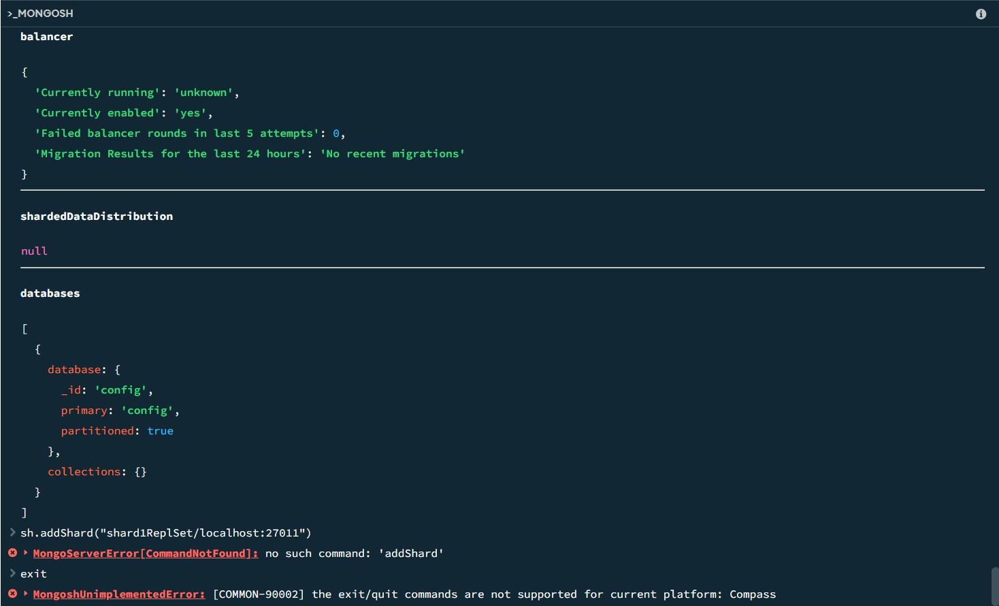 >_MONGOSH
balancer
{
'Currently running': 'unknown',
'Currently enabled': 'yes',
'Failed balancer rounds in last 5 attempts': 0,
'Migration Results for the last 24 hours': 'No recent migrations'
}
shardedDataDistribution
null
databases
[
{
database: {
_id: 'config',
primary: 'config',
partitioned: true
},
collections: {}
}
]
> sh.addShard("shard1ReplSet/localhost:27011")
MongoServerError[CommandNotFound]: no such command: 'addShard'
> exit
MongoshUnimplementedError: [COMMON-90002] the exit/quit commands are not supported for current platform: Compass